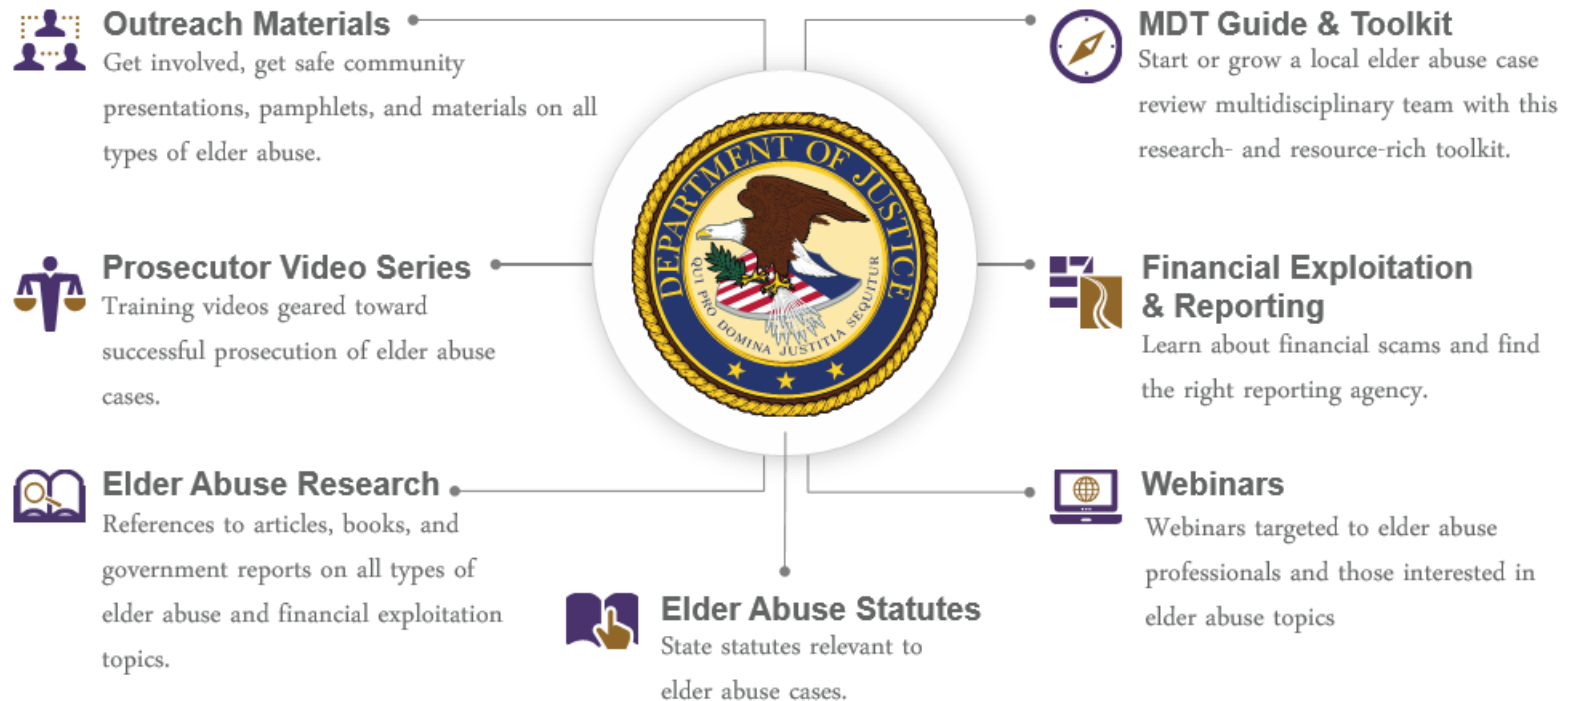 Outreach Materials
Get involved, get safe community
presentations, pamphlets, and materials on all
types of elder abuse.
Prosecutor Video Series
Training videos geared toward
successful prosecution of elder abuse
cases.
Elder Abuse Research
References to articles, books, and
government reports on all types of
elder abuse and financial exploitation
topics.
DEPARTMENT OF JUSTICE
QUI PRO DOMINA JUSTITIA SEQUITUR
Elder Abuse Statutes
State statutes relevant to
elder abuse cases.
MDT Guide & Toolkit
Start or grow a local elder abuse case
review multidisciplinary team with this
research- and resource-rich toolkit.
Financial Exploitation
& Reporting
Learn about financial scams and find
the right reporting agency.
Webinars
Webinars targeted to elder abuse
professionals and those interested in
elder abuse topics